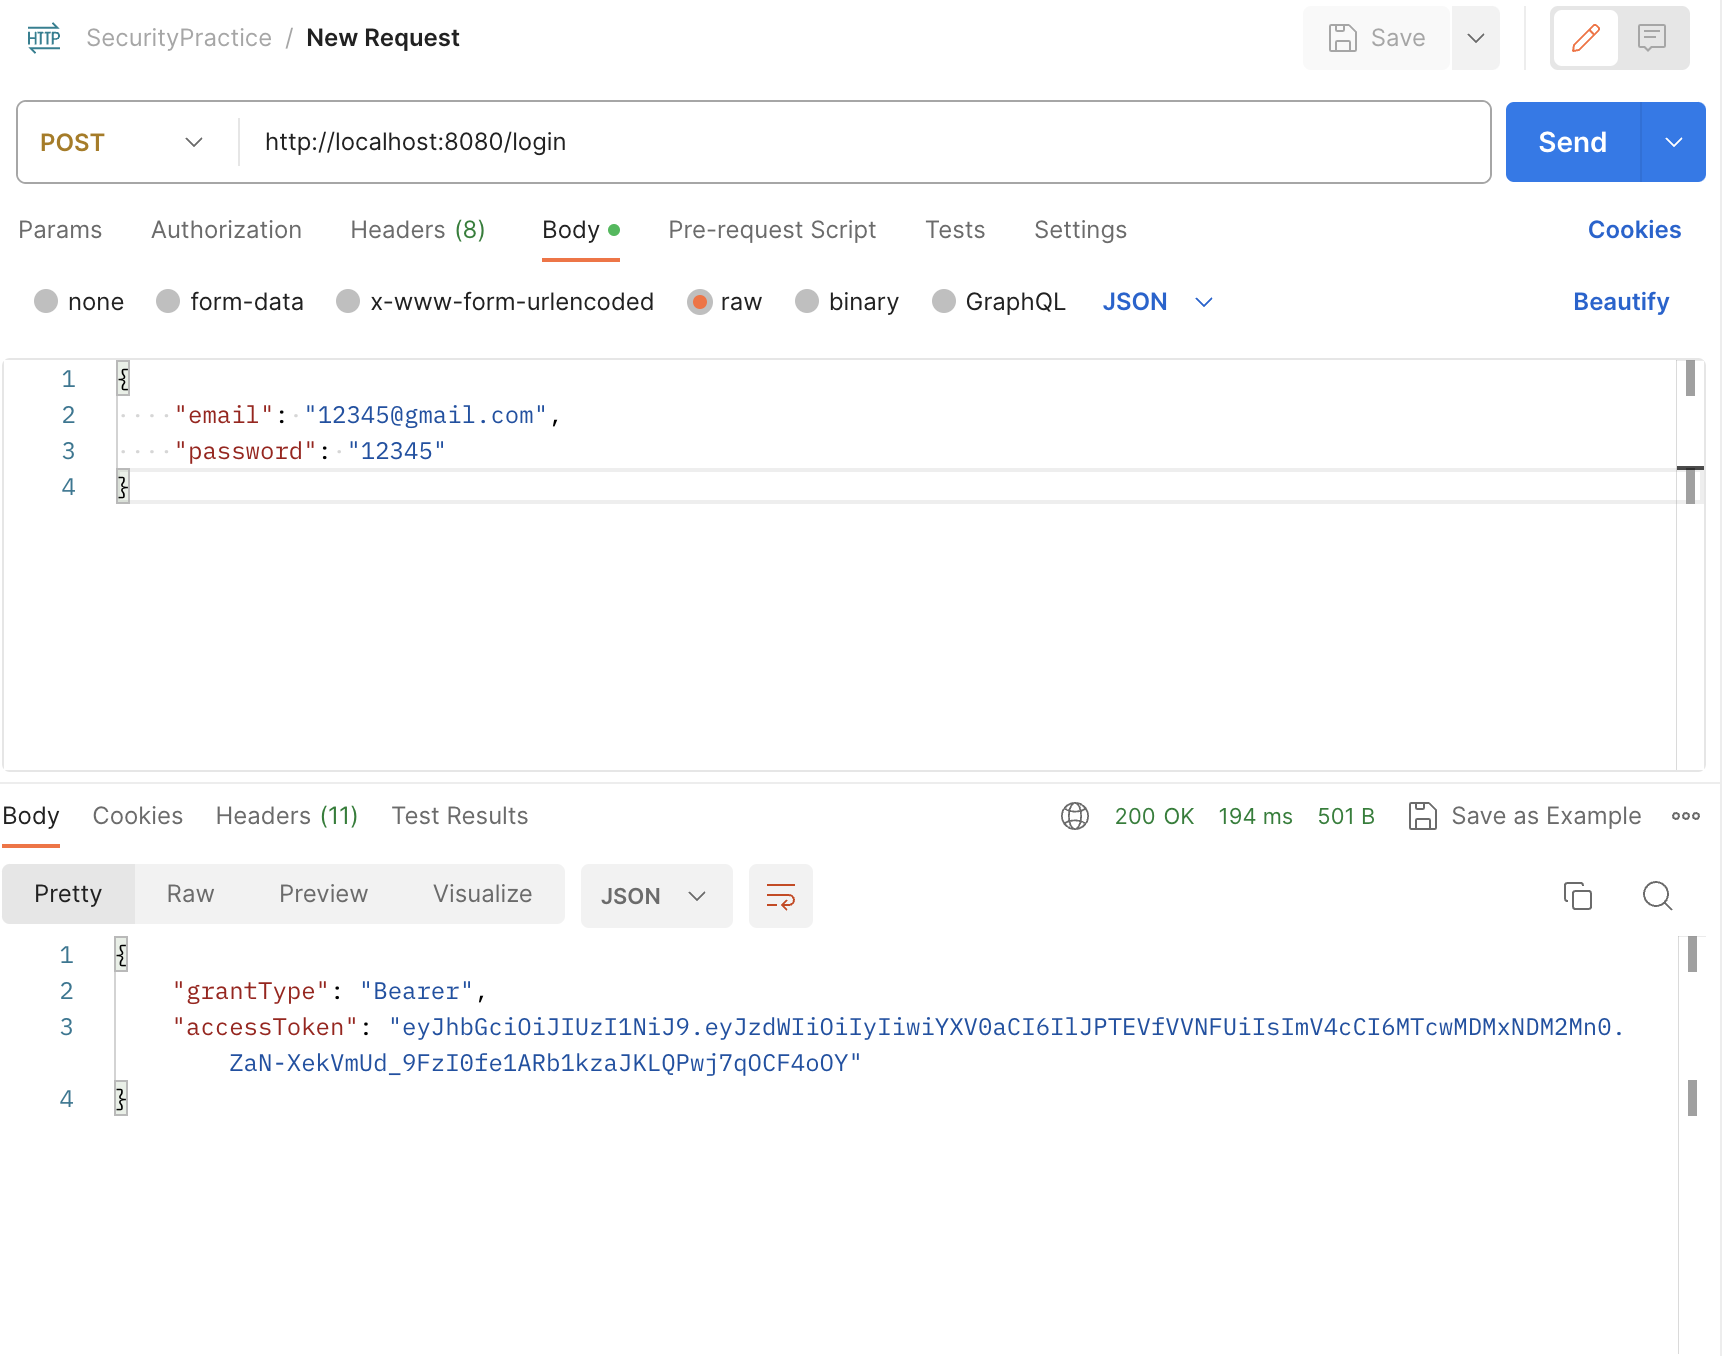 HTTP SecurityPractice / New Request Save
POST http://localhost:8080/login Send
Params Authorization Headers (8) Body Pre-request Script Tests Settings Cookies
none form-data x-www-form-urlencoded raw binary GraphQL JSON Beautify
1 {
2 "email": "12345@gmail.com",
3 "password": "12345"
4 }
Body Cookies Headers (11) Test Results 200 OK 194 ms 501 B Save as Example
Pretty Raw Preview Visualize JSON
1 {
2 "grantType": "Bearer",
3 "accessToken": "eyJhbGciOiJIUzI1NiJ9.eyJzdWIiOiIyIiwiYXV0aCI6IlJPTEVfVVNFUiIsImV4cCI6MTcwMDMxNDM2Mn0.
ZaN-XekVmUd_9FzI0fe1ARb1kzaJKLQPwj7qOCF4oOY"
4 }